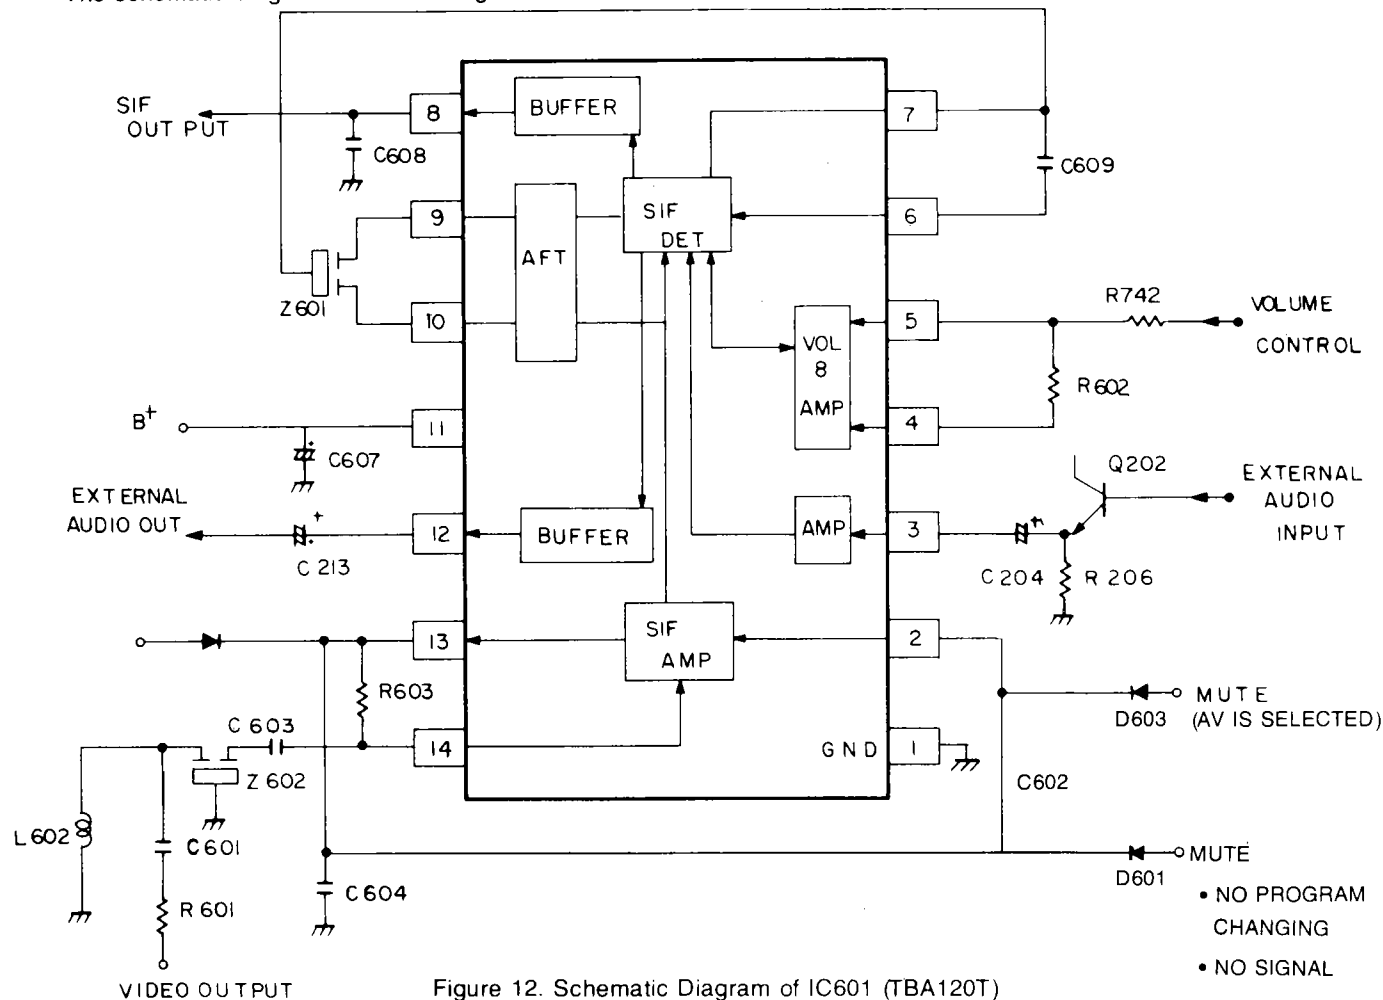 SIF
OUT PUT
C608
8
BUFFER
7
C609
9
AFT
SIF
DET
6
Z601
10
5
R742
VOLUME
CONTROL
VOL
8
AMP
R602
4
B+
11
C607
Q202
EXTERNAL
AUDIO
INPUT
EXTERNAL
AUDIO OUT
C213
12
BUFFER
AMP
3
C204
R206
13
SIF
AMP
2
R603
MUTE
(AV IS SELECTED)
D603
C603
14
GND
1
Z602
C602
L602
C601
C604
R601
MUTE
D601
• NO PROGRAM
CHANGING
• NO SIGNAL
VIDEO OUTPUT
Figure 12. Schematic Diagram of IC601 (TBA120T)